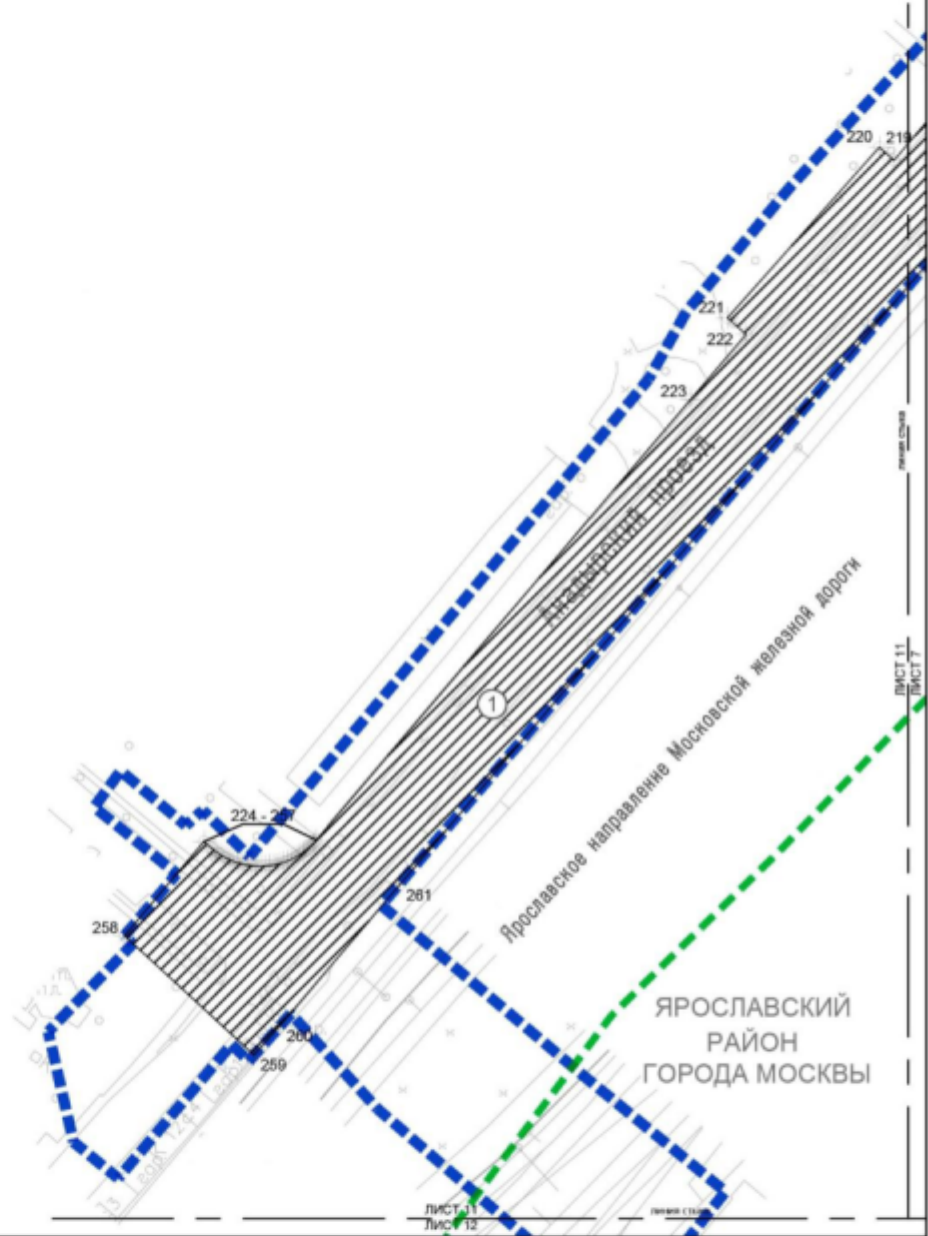 220 219
221
222
223
Анадырский проезд
линия стыка
1
Ярославское направление Московской железной дороги
ЛИСТ 11
ЛИСТ 7
224 - 257
261
258
260
259
ЯРОСЛАВСКИЙ
РАЙОН
ГОРОДА МОСКВЫ
ЛИСТ 11
ЛИСТ 12
линия стыка